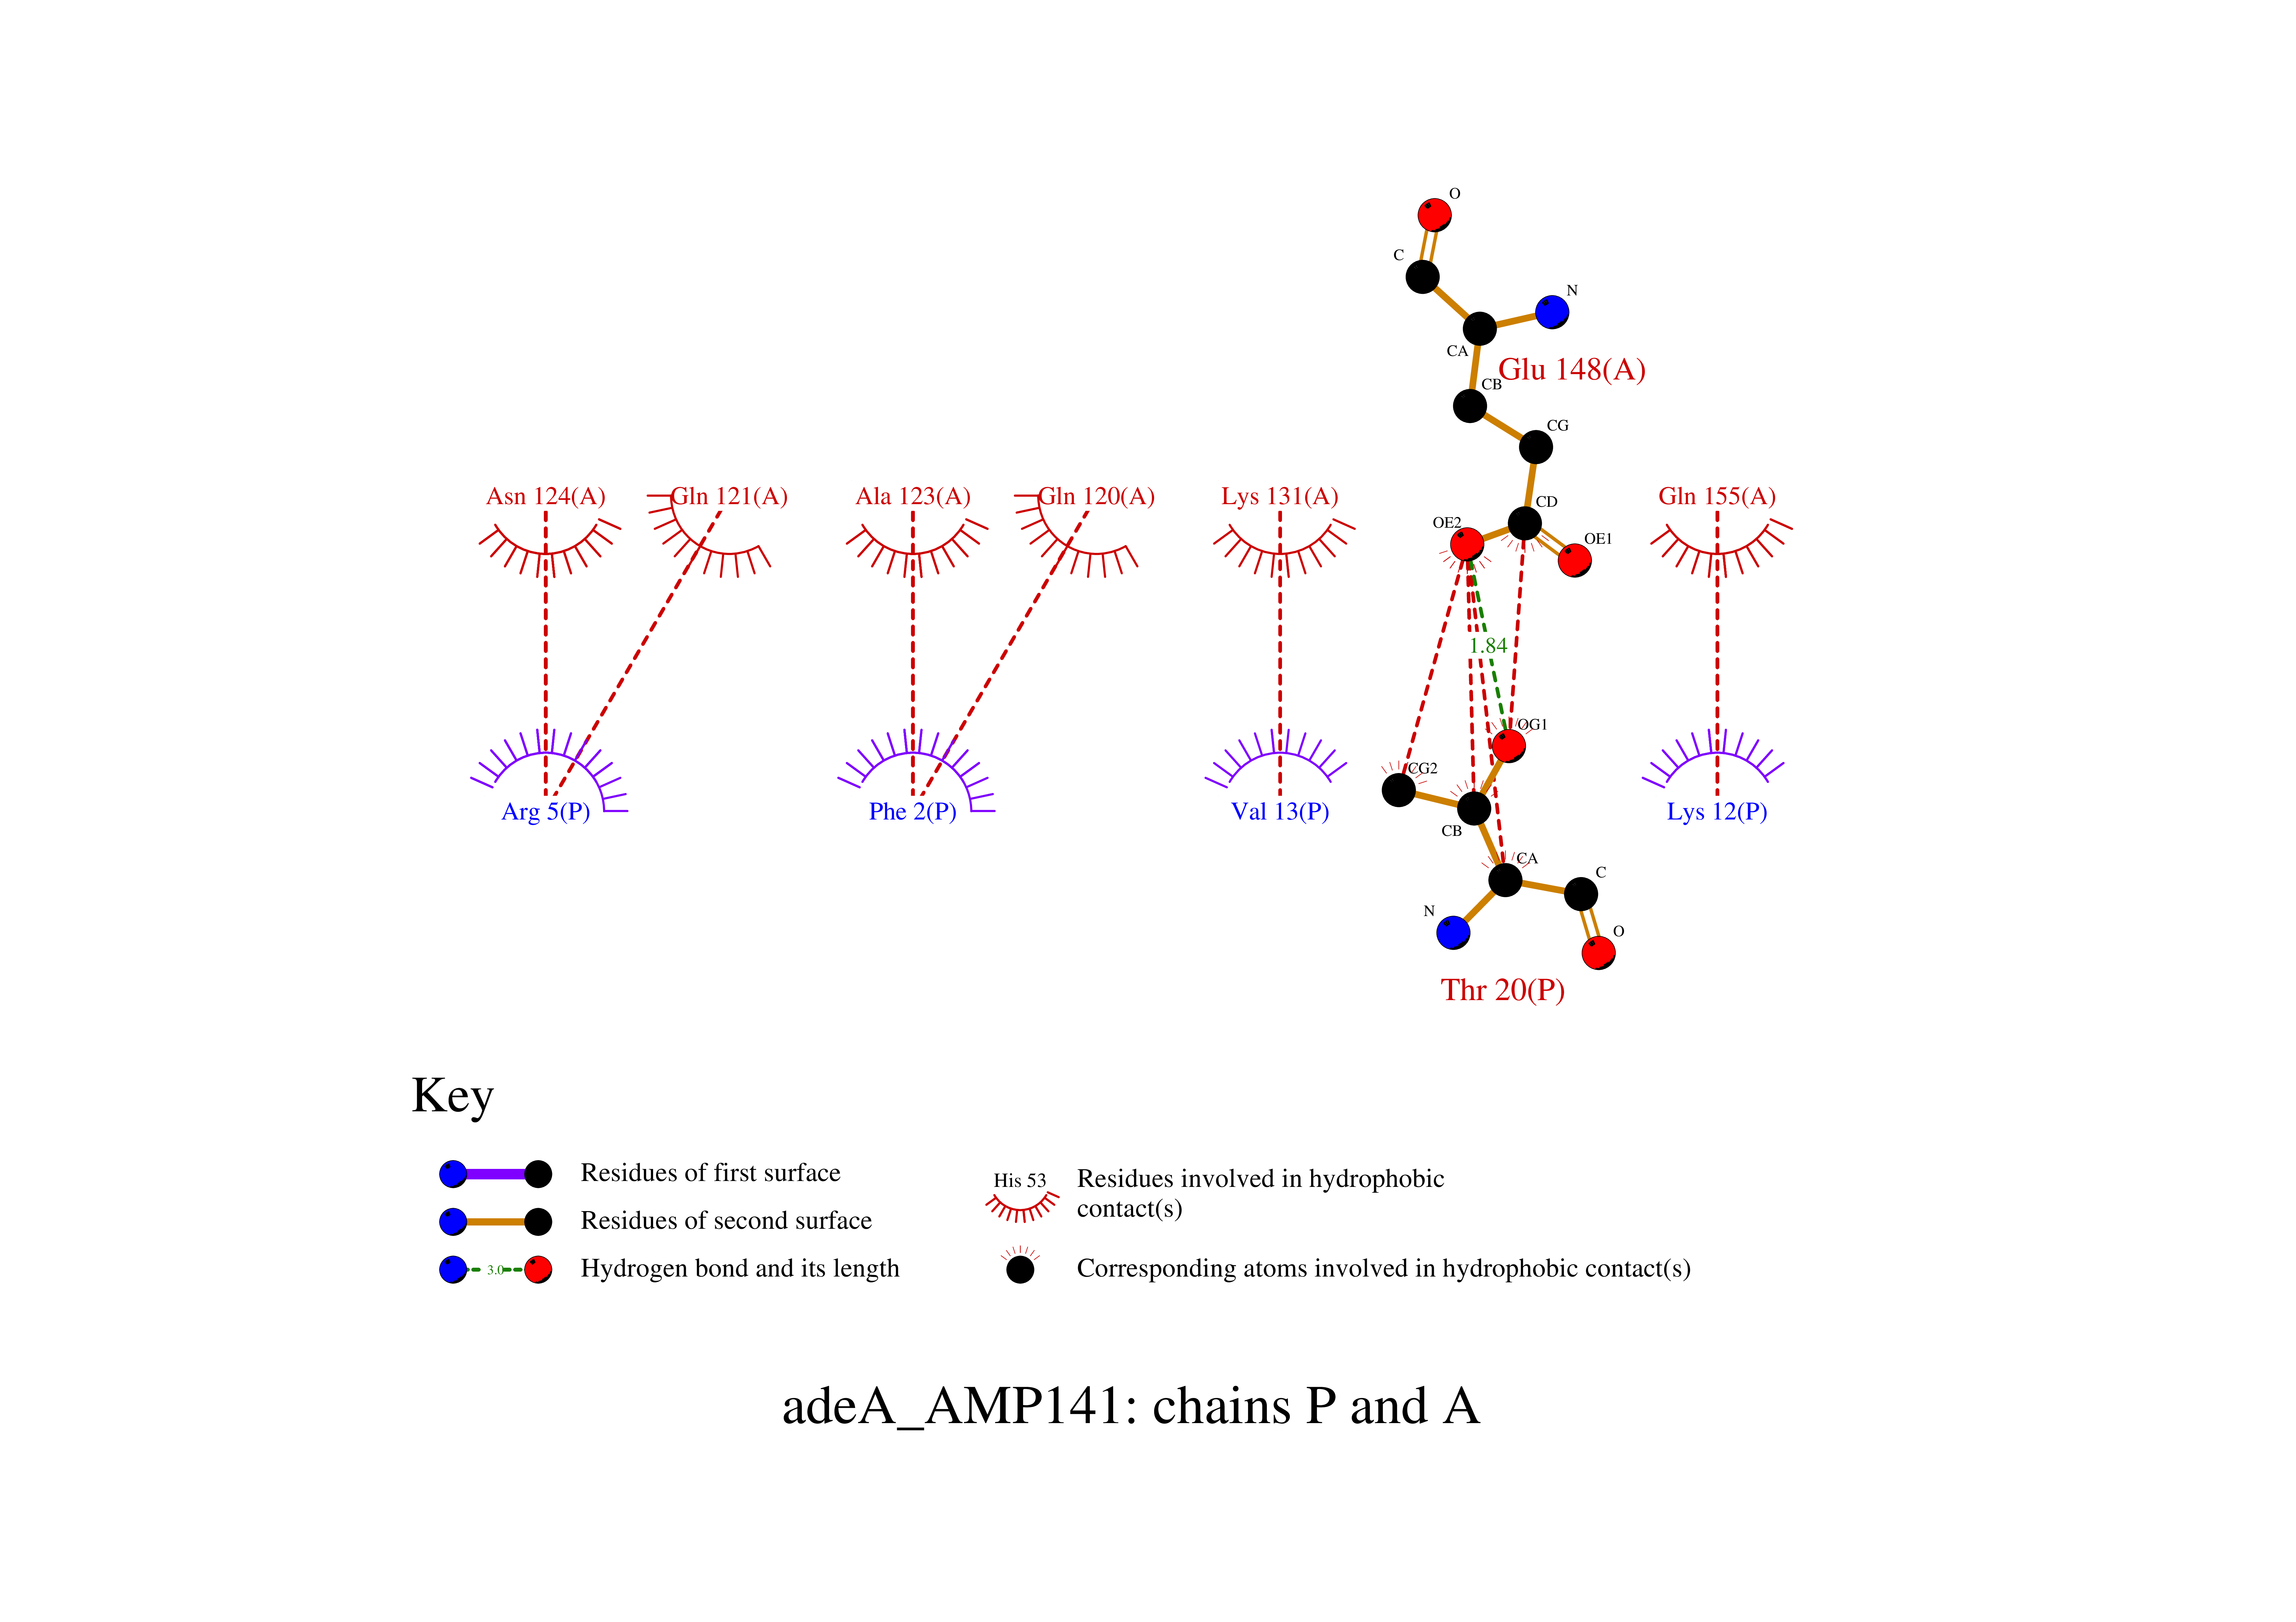 O
C
N
CA
Glu 148(A)
CB
CG
Asn 124(A) Gln 121(A) Ala 123(A) Gln 120(A) Lys 131(A) CD Gln 155(A)
OE2
OE1
1.84
OG1
CG2
Arg 5(P) Phe 2(P) Val 13(P) Lys 12(P)
CB
CA
C
N
O
Thr 20(P)
Key
Residues of first surface
Residues of second surface
3.0 Hydrogen bond and its length
His 53 Residues involved in hydrophobic
contact(s)
Corresponding atoms involved in hydrophobic contact(s)
adeA_AMP141: chains P and A